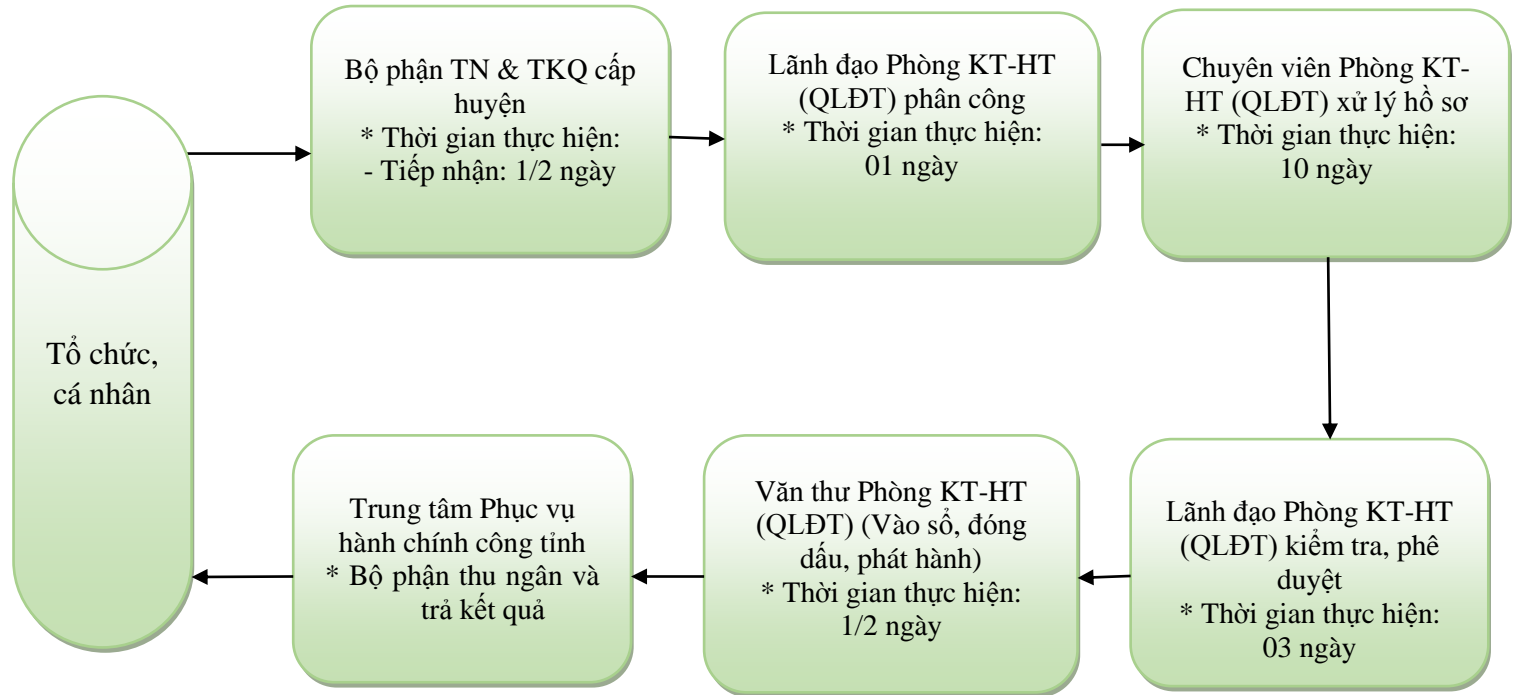 Tổ chức,
cá nhân
Bộ phận TN & TKQ cấp
huyện
* Thời gian thực hiện:
- Tiếp nhận: 1/2 ngày
Lãnh đạo Phòng KT-HT
(QLĐT) phân công
* Thời gian thực hiện:
01 ngày
Chuyên viên Phòng KT-
HT (QLĐT) xử lý hồ sơ
* Thời gian thực hiện:
10 ngày
Lãnh đạo Phòng KT-HT
(QLĐT) kiểm tra, phê
duyệt
* Thời gian thực hiện:
03 ngày
Văn thư Phòng KT-HT
(QLĐT) (Vào sổ, đóng
dấu, phát hành)
* Thời gian thực hiện:
1/2 ngày
Trung tâm Phục vụ
hành chính công tỉnh
* Bộ phận thu ngân và
trả kết quả